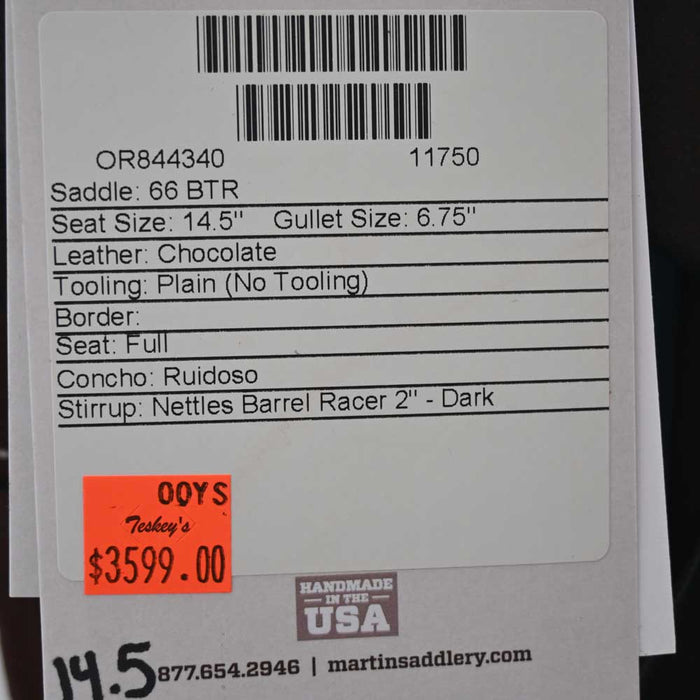 OR844340 11750
Saddle: 66 BTR
Seat Size: 14.5" Gullet Size: 6.75"
Leather: Chocolate
Tooling: Plain (No Tooling)
Border:
Seat: Full
Concho: Ruidoso
Stirrup: Nettles Barrel Racer 2" - Dark
OOYS
Teskey's
$3599.00
HANDMADE
IN THE
USA
14.5
877.654.2946 | martinsaddlery.com